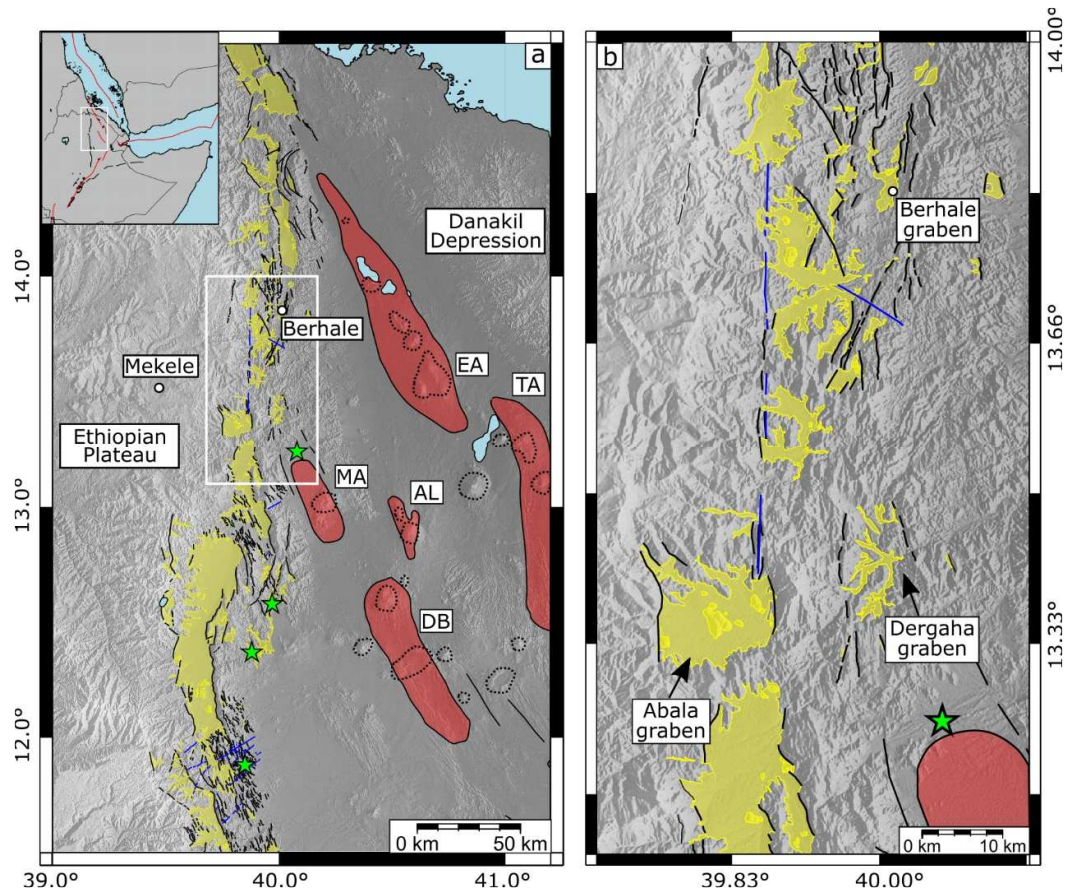 a
Danakil
Depression
14.0°
Berhale
Mekele
EA
TA
Ethiopian
Plateau
MA
AL
13.0°
DB
12.0°
0 km
50 km
39.0°
40.0°
41.0°
b
14.00°
Berhale
graben
13.66°
Dergaha
graben
13.33°
Abala
graben
0 km
10 km
39.83°
40.00°